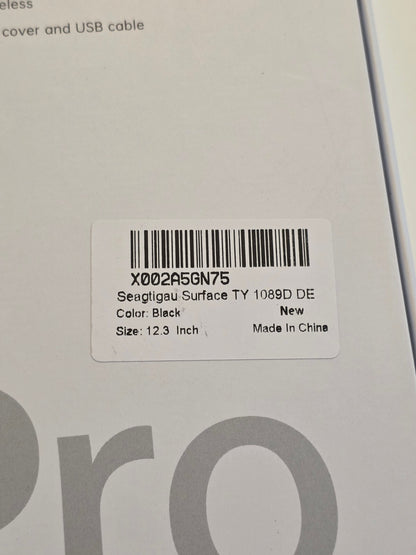 eless
cover and USB cable
X002A5GN75
Seagtigau Surface TY 1089D DE
Color: Black
New
Size: 12.3 Inch
Made In China
Pro